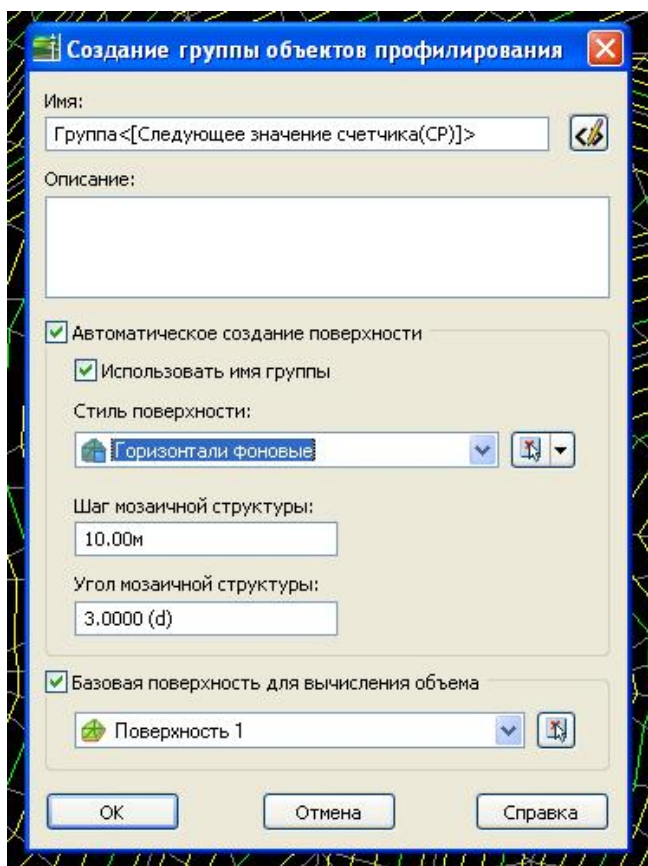 Создание группы объектов профилирования
Имя:
Группа<[Следующее значение счетчика(CP)]>
Описание:
Автоматическое создание поверхности
Использовать имя группы
Стиль поверхности:
Горизонтали фоновые
Шаг мозаичной структуры:
10.00м
Угол мозаичной структуры:
3.0000 (d)
Базовая поверхность для вычисления объема
Поверхность 1
ОК
Отмена
Справка